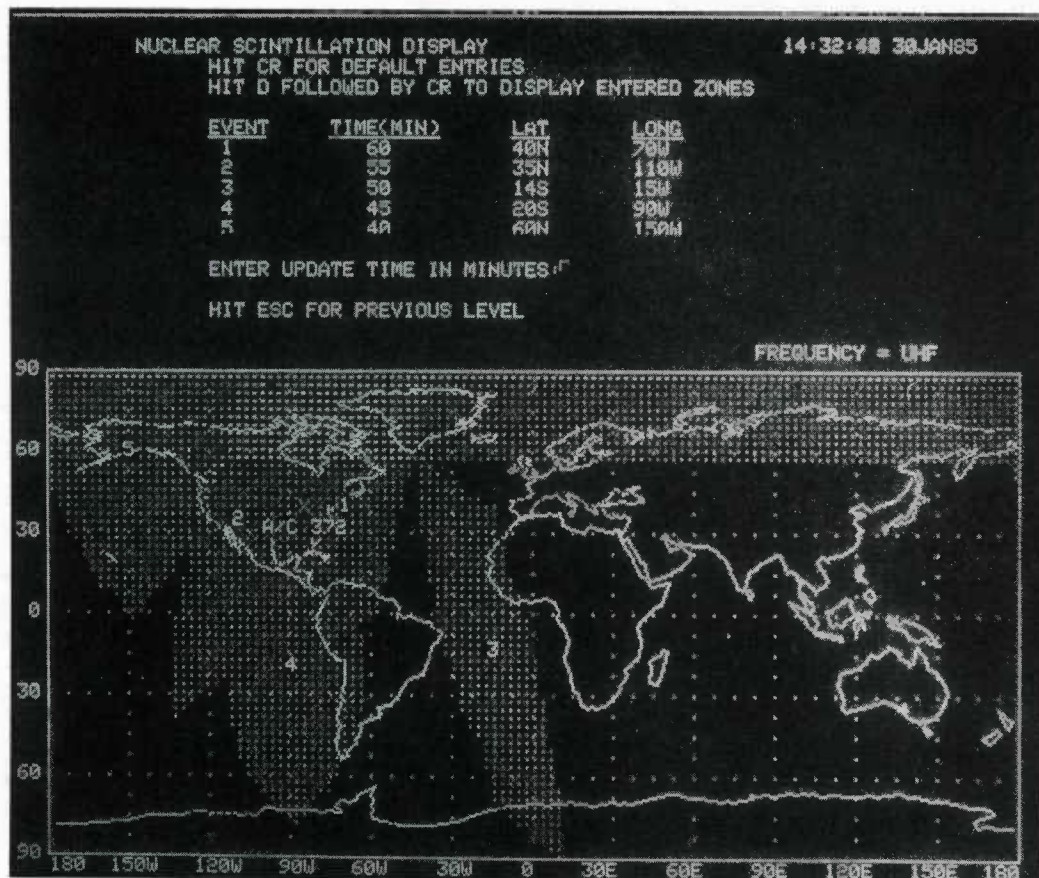 NUCLEAR SCINTILLATION DISPLAY 14:32:40 30JAN85
HIT CR FOR DEFAULT ENTRIES
HIT D FOLLOWED BY CR TO DISPLAY ENTERED ZONES
EVENT TIME(MIN) LAT LONG
1 60 40N 70W
2 55 35N 110W
3 50 14S 15W
4 45 20S 90W
5 40 60N 150W
ENTER UPDATE TIME IN MINUTES:
HIT ESC FOR PREVIOUS LEVEL
FREQUENCY = UHF
90
60
5
1
30
2 A/C 372
0
4 3
30
60
90
180 150W 120W 90W 60W 30W 0 30E 60E 90E 120E 150E 180